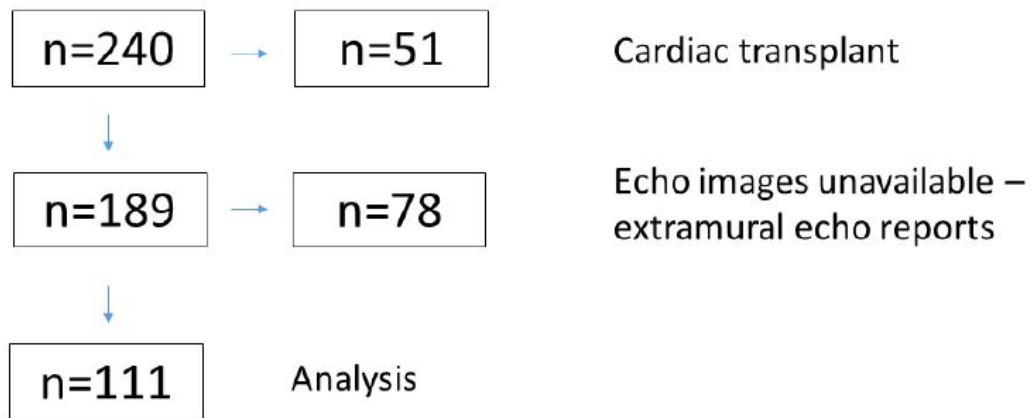 n=240
n=51
Cardiac transplant
n=189
n=78
Echo images unavailable –
extramural echo reports
n=111
Analysis